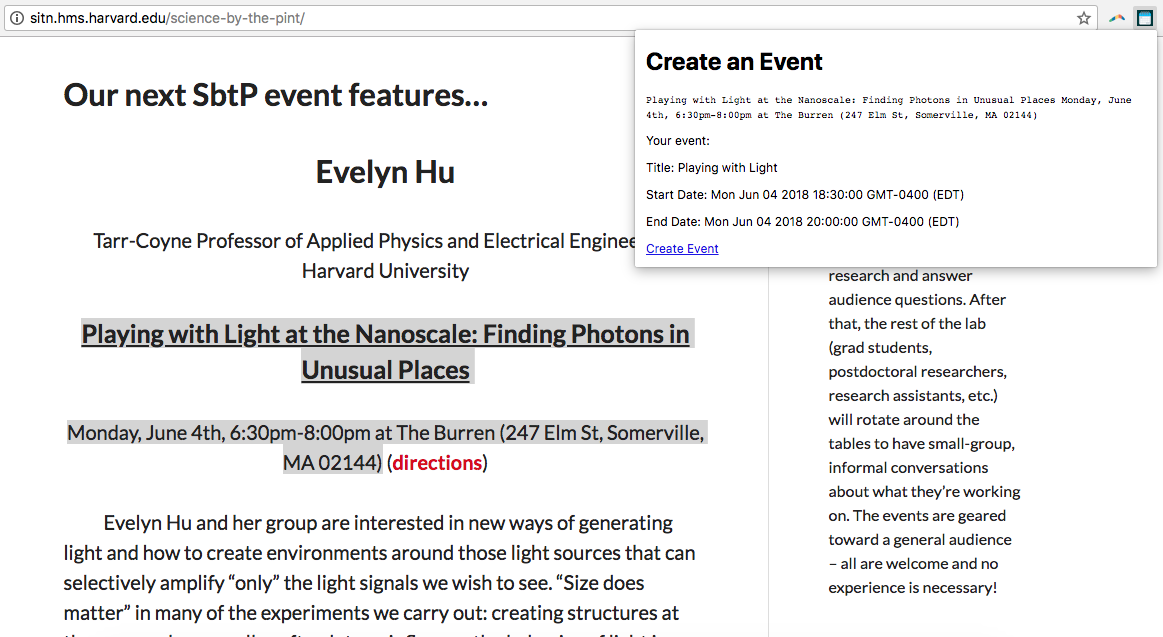 sitn.hms.harvard.edu/science-by-the-pint/
Create an Event
Playing with Light at the Nanoscale: Finding Photons in Unusual Places Monday, June
4th, 6:30pm-8:00pm at The Burren (247 Elm St, Somerville, MA 02144)
Your event:
Title: Playing with Light
Start Date: Mon Jun 04 2018 18:30:00 GMT-0400 (EDT)
End Date: Mon Jun 04 2018 20:00:00 GMT-0400 (EDT)
Create Event
Our next SbtP event features...
Evelyn Hu
Tarr-Coyne Professor of Applied Physics and Electrical Enginee
Harvard University
Playing with Light at the Nanoscale: Finding Photons in
Unusual Places
Monday, June 4th, 6:30pm-8:00pm at The Burren (247 Elm St, Somerville,
MA 02144) (directions)
Evelyn Hu and her group are interested in new ways of generating
light and how to create environments around those light sources that can
selectively amplify “only” the light signals we wish to see. “Size does
matter” in many of the experiments we carry out: creating structures at
research and answer
audience questions. After
that, the rest of the lab
(grad students,
postdoctoral researchers,
research assistants, etc.)
will rotate around the
tables to have small-group,
informal conversations
about what they’re working
on. The events are geared
toward a general audience
– all are welcome and no
experience is necessary!